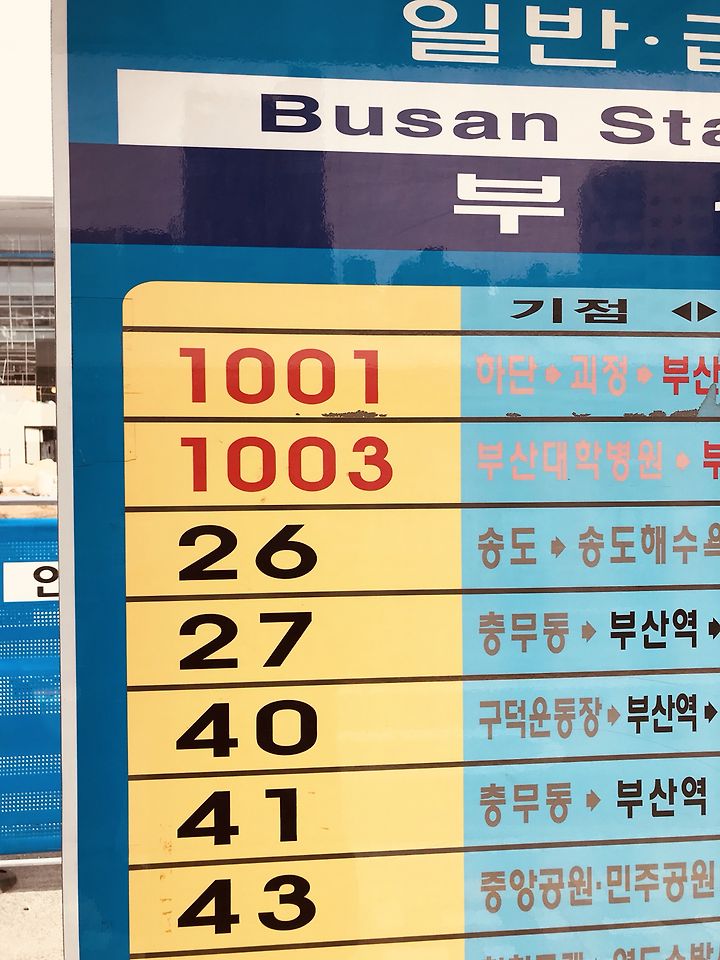 일반·급
Busan Sta
부
기점 ◀▶
1001 하단 ➡ 괴정 ➡ 부산
1003 부산대학병원 ➡ 부
26 송도 ➡ 송도해수욕
27 충무동 ➡ 부산역 ➡
40 구덕운동장 ➡ 부산역 ➡
41 충무동 ➡ 부산역
43 중앙공원·민주공원